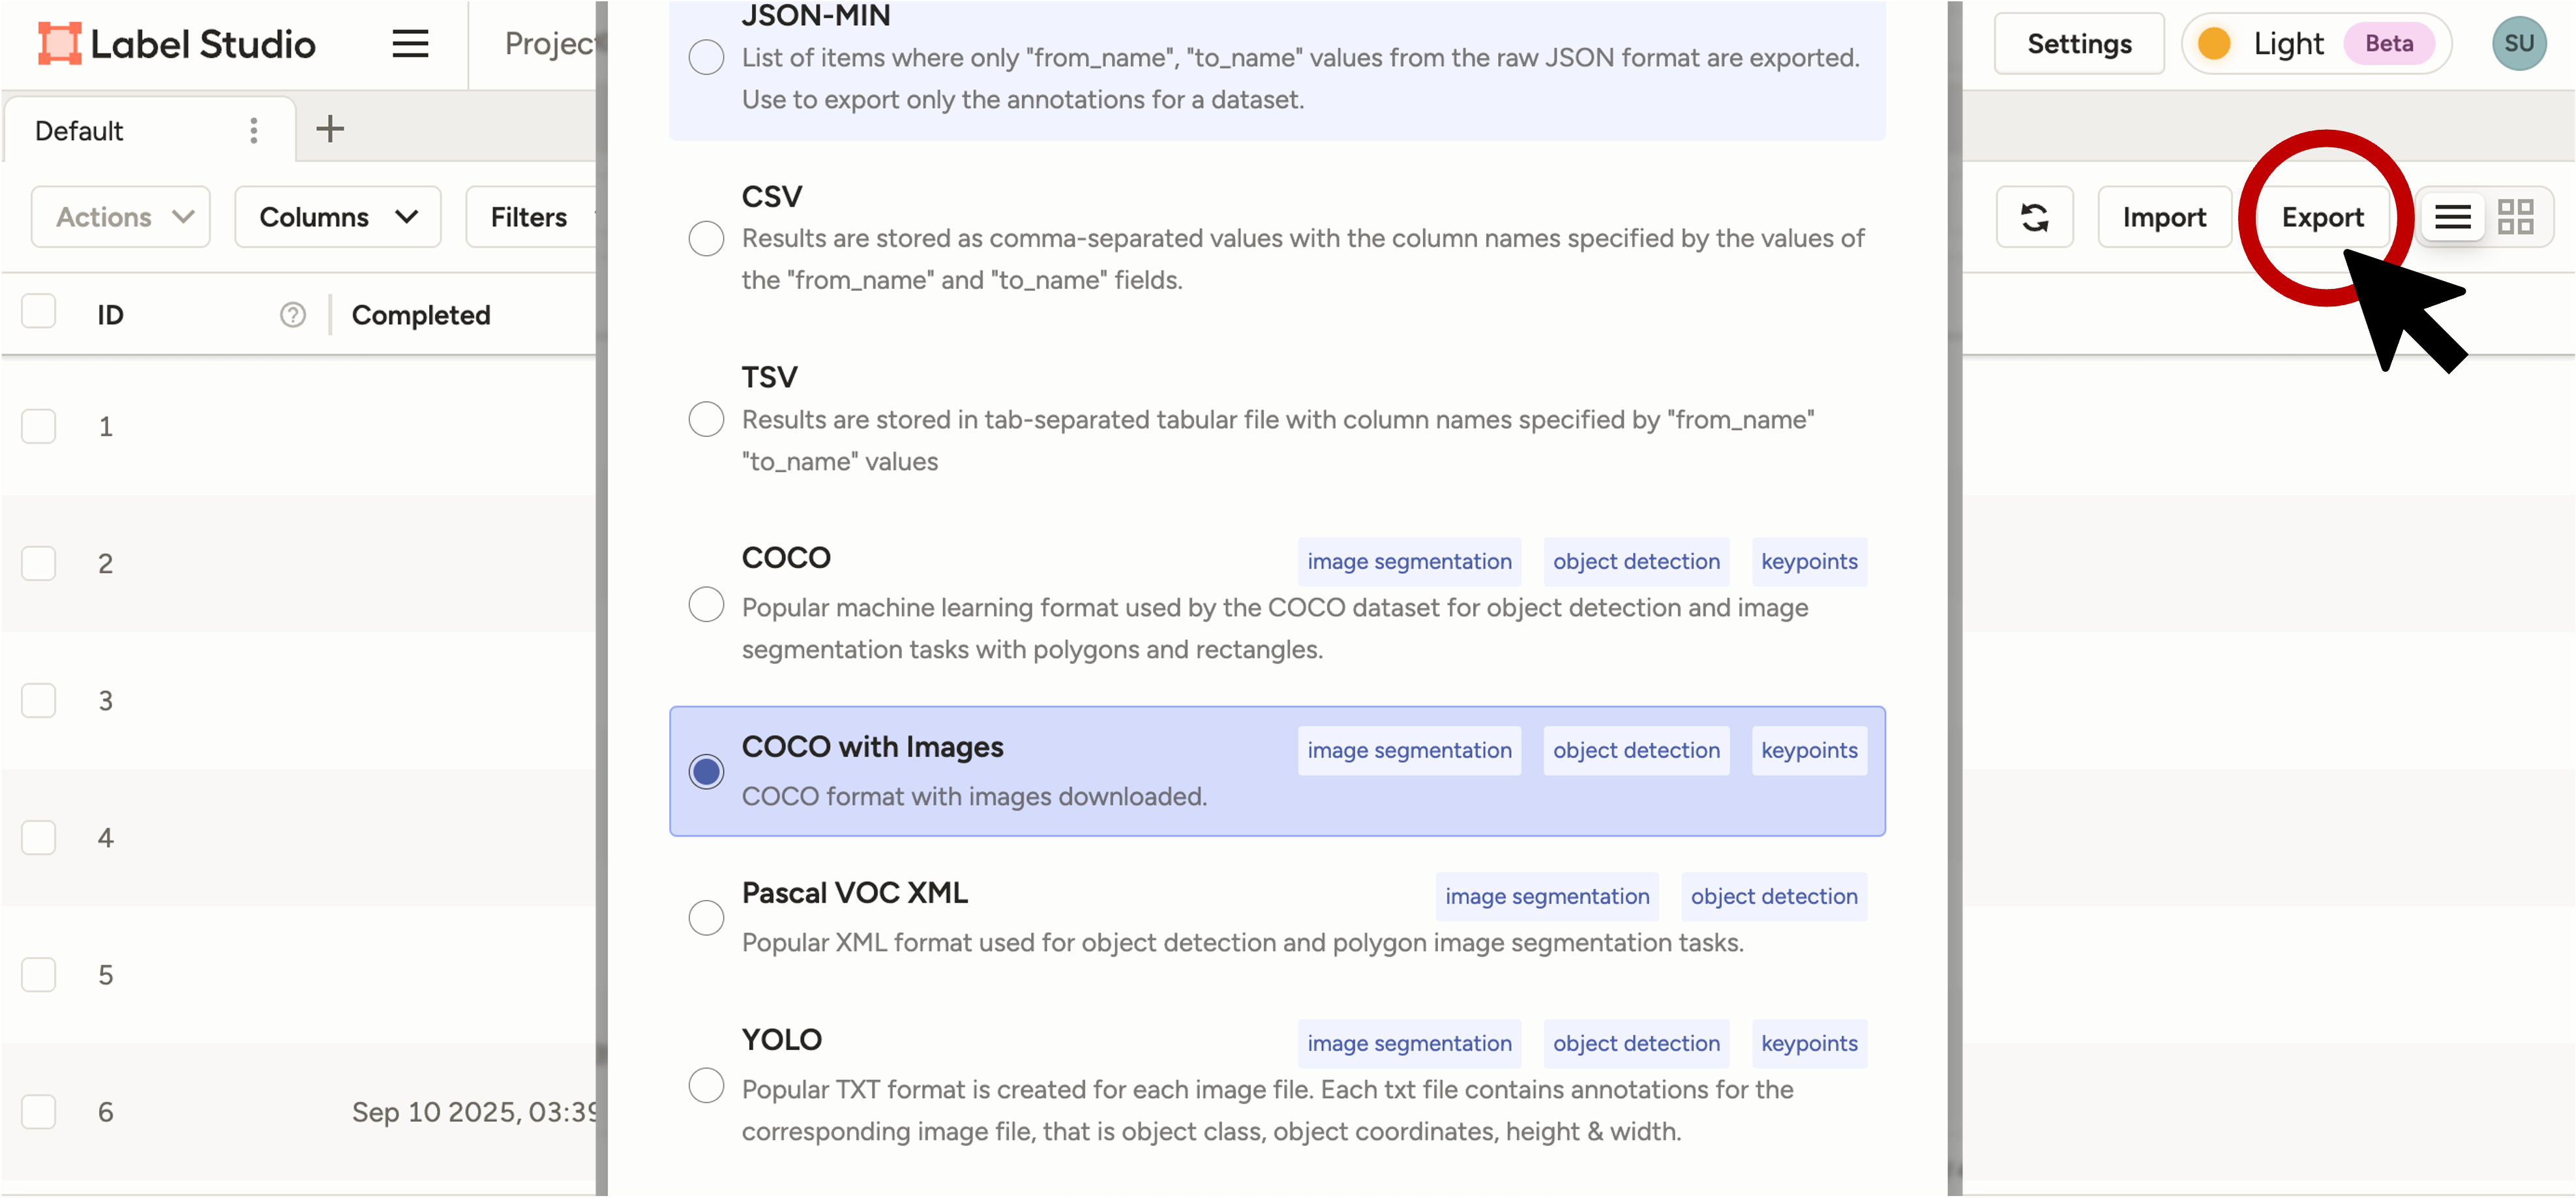 Label Studio
Projec
Settings
Light
Beta
SU
Default
Actions
Columns
Filters
Import
Export
ID
?
Completed
1
2
3
4
5
6
Sep 10 2025, 03:39
JSON-MIN
List of items where only "from_name", "to_name" values from the raw JSON format are exported.
Use to export only the annotations for a dataset.
CSV
Results are stored as comma-separated values with the column names specified by the values of
the "from_name" and "to_name" fields.
TSV
Results are stored in tab-separated tabular file with column names specified by "from_name"
"to_name" values
COCO
image segmentation
object detection
keypoints
Popular machine learning format used by the COCO dataset for object detection and image
segmentation tasks with polygons and rectangles.
COCO with Images
image segmentation
object detection
keypoints
COCO format with images downloaded.
Pascal VOC XML
image segmentation
object detection
Popular XML format used for object detection and polygon image segmentation tasks.
YOLO
image segmentation
object detection
keypoints
Popular TXT format is created for each image file. Each txt file contains annotations for the
corresponding image file, that is object class, object coordinates, height & width.